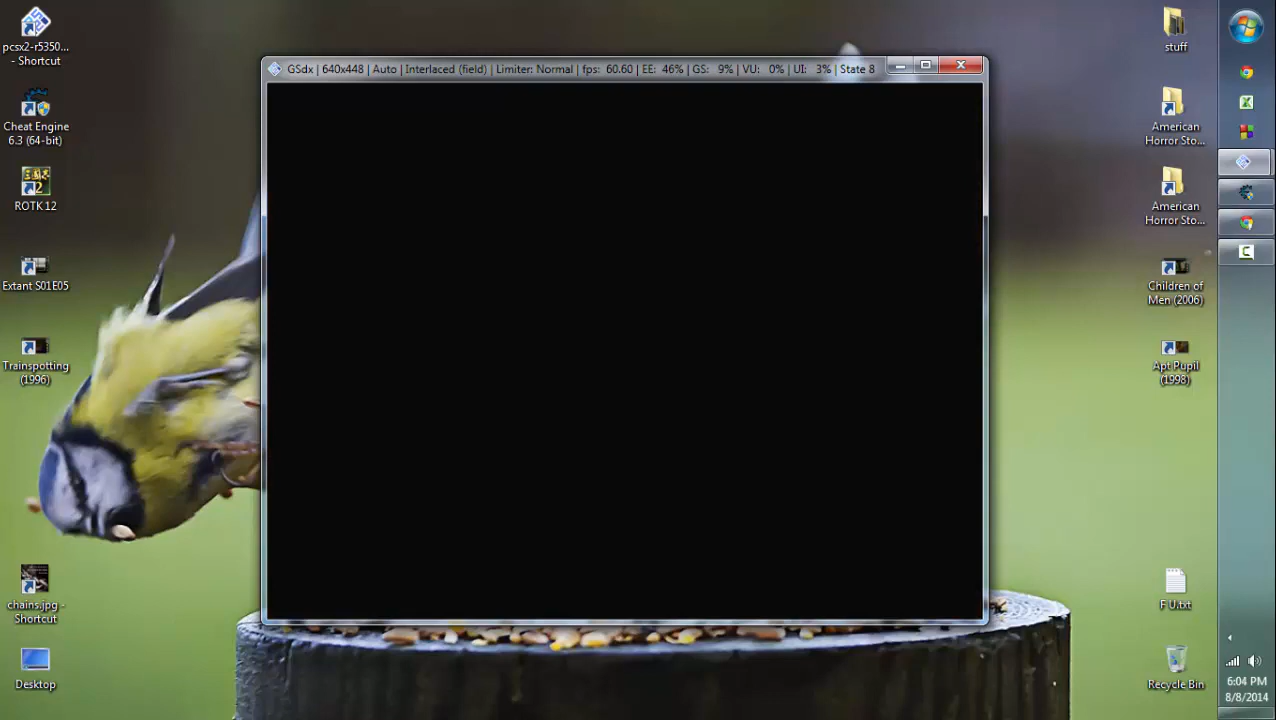 pcsx2-r5350...
- Shortcut
Cheat Engine
6.3 (64-bit)
2
ROTK 12
Extant S01E05
Trainspotting
(1996)
chains.jpg -
Shortcut
Desktop
GSdx | 640x448 | Auto | Interlaced (field) | Limiter: Normal | fps: 60.60 | EE: 46% | GS: 9% | VU: 0% | UI: 3% | State 8
stuff
American
Horror Sto...
American
Horror Sto...
Children of
Men (2006)
Apt Pupil
(1998)
F U.txt
Recycle Bin
6:04 PM
8/8/2014